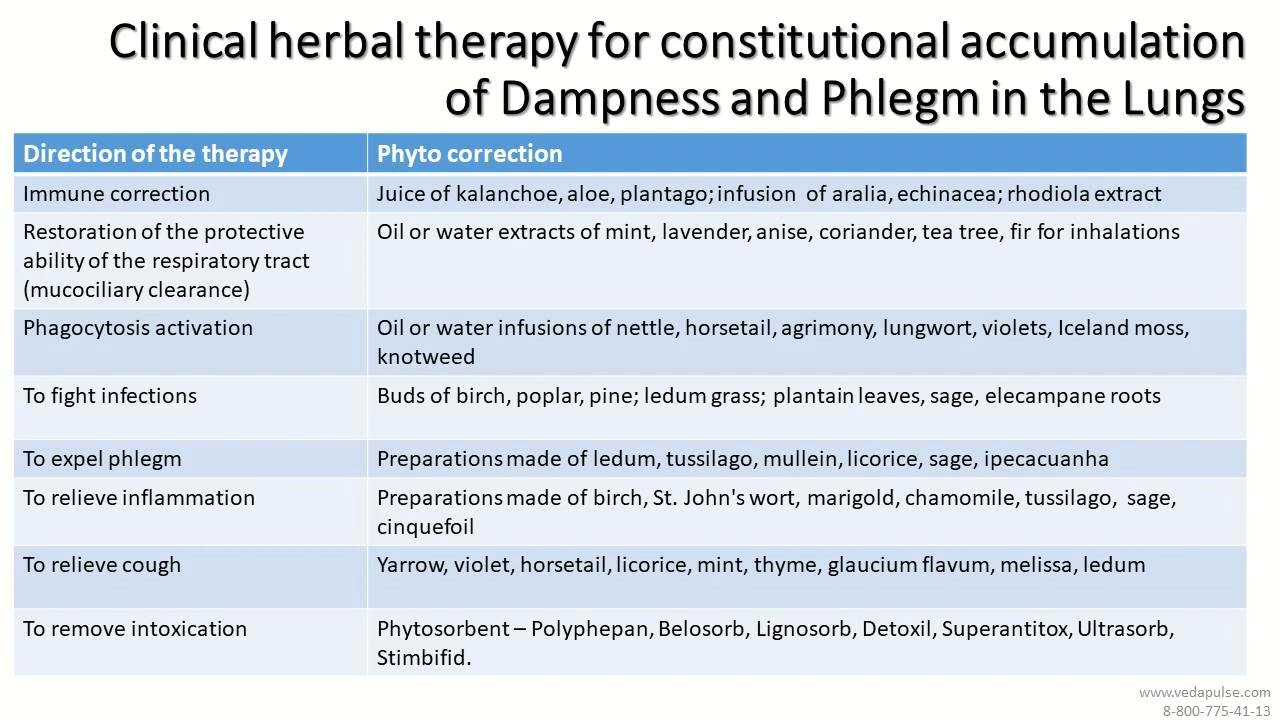 Clinical herbal therapy for constitutional accumulation
of Dampness and Phlegm in the Lungs
Direction of the therapy
Phyto correction
Immune correction
Juice of kalanchoe, aloe, plantago; infusion of aralia, echinacea; rhodiola extract
Restoration of the protective
ability of the respiratory tract
(mucociliary clearance)
Oil or water extracts of mint, lavender, anise, coriander, tea tree, fir for inhalations
Phagocytosis activation
Oil or water infusions of nettle, horsetail, agrimony, lungwort, violets, Iceland moss,
knotweed
To fight infections
Buds of birch, poplar, pine; ledum grass; plantain leaves, sage, elecampane roots
To expel phlegm
Preparations made of ledum, tussilago, mullein, licorice, sage, ipecacuanha
To relieve inflammation
Preparations made of birch, St. John's wort, marigold, chamomile, tussilago, sage,
cinquefoil
To relieve cough
Yarrow, violet, horsetail, licorice, mint, thyme, glaucium flavum, melissa, ledum
To remove intoxication
Phytosorbent – Polyphepan, Belosorb, Lignosorb, Detoxil, Superantitox, Ultrasorb,
Stimbifid.
www.vedapulse.com
8-800-775-41-13